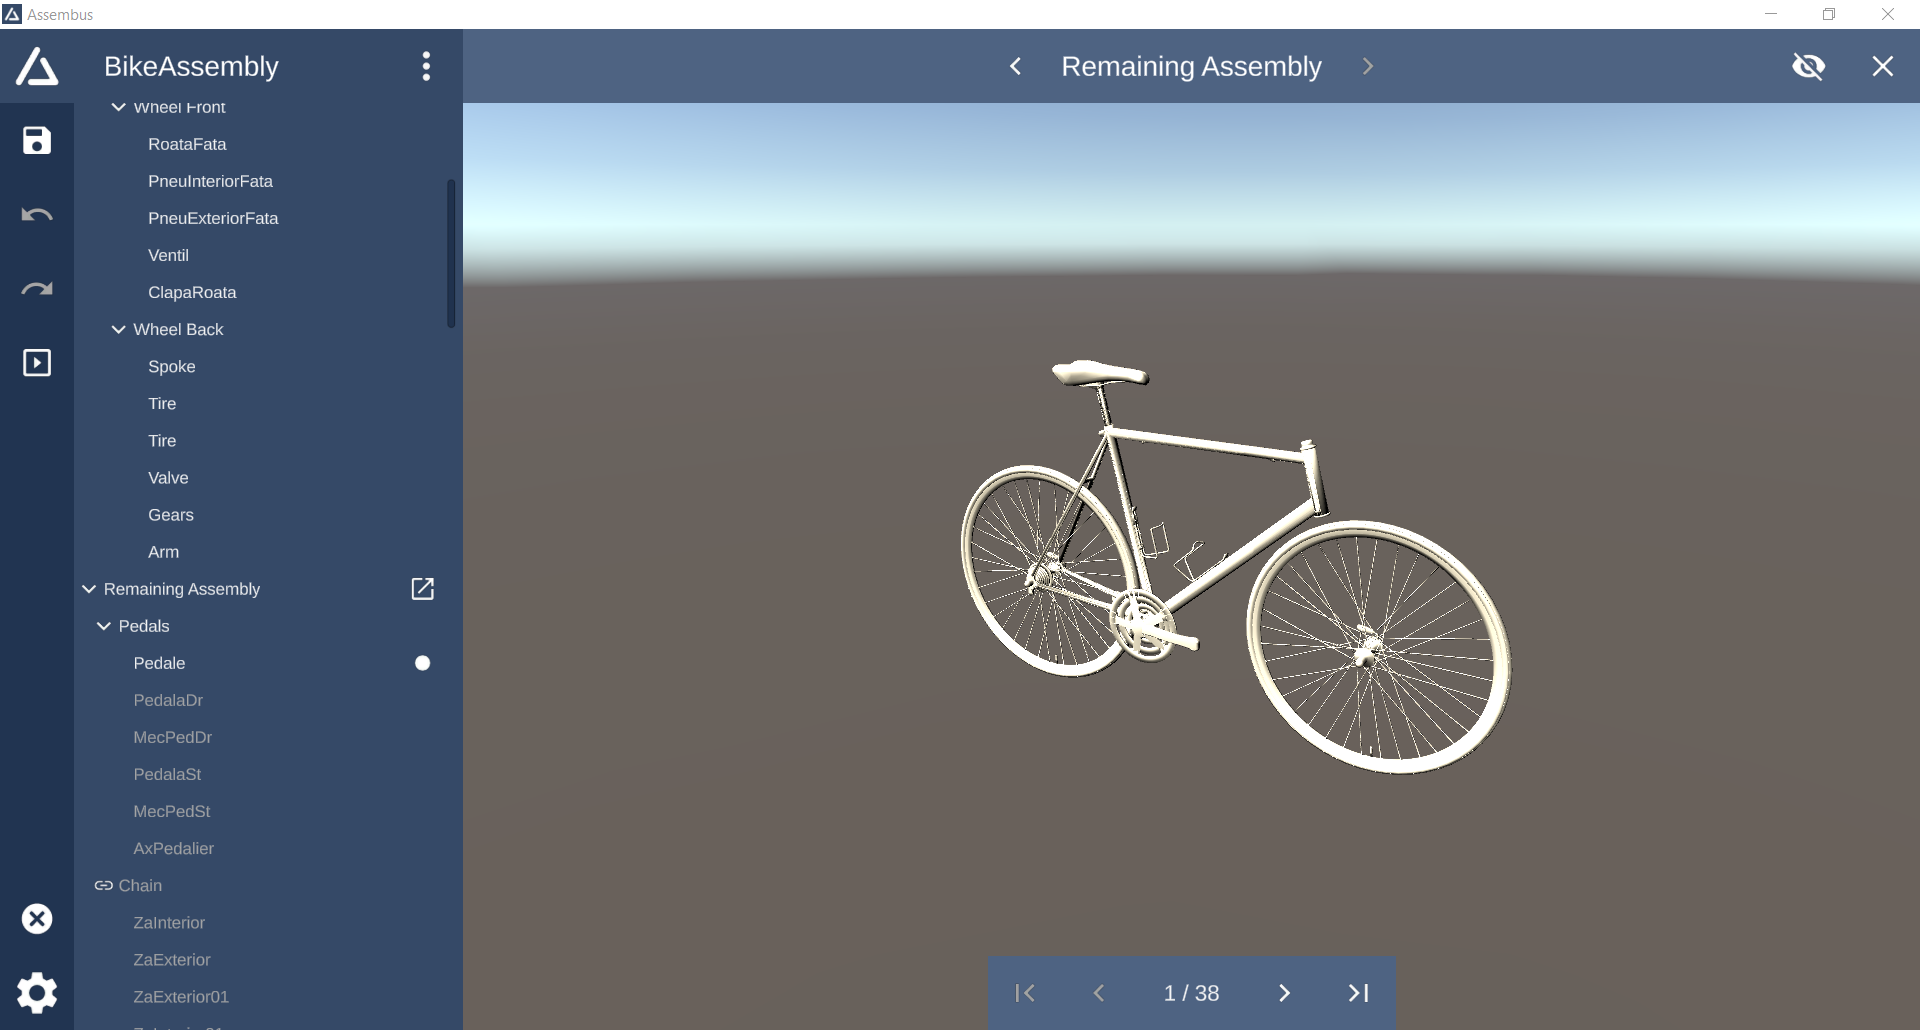 Assembus
BikeAssembly
Remaining Assembly
Wheel Front
RoataFata
PneuInteriorFata
PneuExteriorFata
Ventil
ClapaRoata
Wheel Back
Spoke
Tire
Tire
Valve
Gears
Arm
Remaining Assembly
Pedals
Pedale
PedalaDr
MecPedDr
PedalaSt
MecPedSt
AxPedalier
Chain
ZaInterior
ZaExterior
ZaExterior01
1 / 38